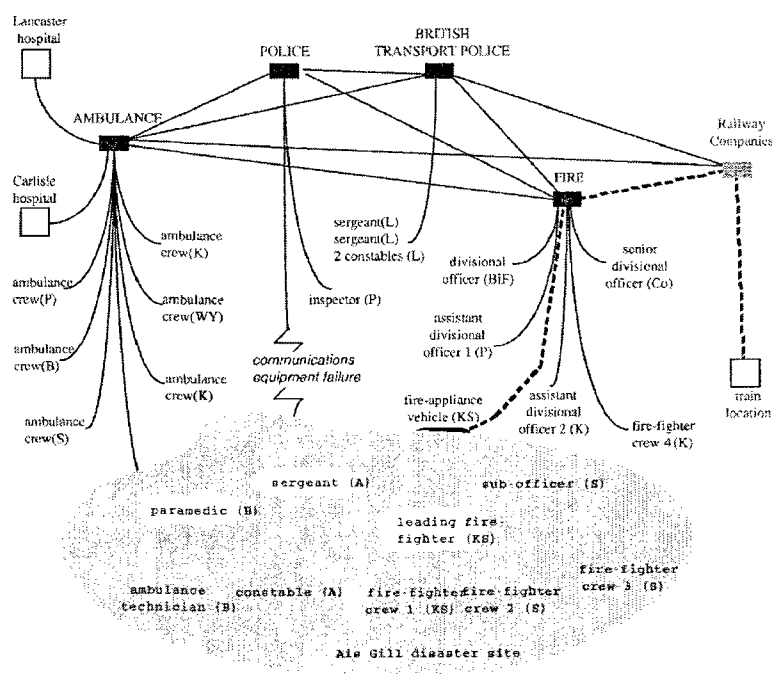 Lancaster
hospital
POLICE
BRITISH
TRANSPORT POLICE
AMBULANCE
Railway
Companies
Carlisle
hospital
FIRE
ambulance
crew(K)
sergeant(L)
sergeant(L)
2 constables (L)
divisional
officer (BiF)
senior
divisional
officer (Co)
ambulance
crew(P)
ambulance
crew(WY)
inspector (P)
assistant
divisional
officer 1 (P)
ambulance
crew(B)
communications
equipment failure
ambulance
crew(K)
fire-appliance
vehicle (KS)
assistant
divisional
officer 2 (K)
train
location
ambulance
crew(S)
fire-fighter
crew 4 (K)
sergeant (A)
sub-officer (S)
paramedic (B)
leading fire-
fighter (KS)
ambulance
technician (B)
constable (A)
fire-fighter
crew 1 (KS)
fire-fighter
crew 2 (S)
fire-fighter
crew 3 (S)
Ais Gill disaster site